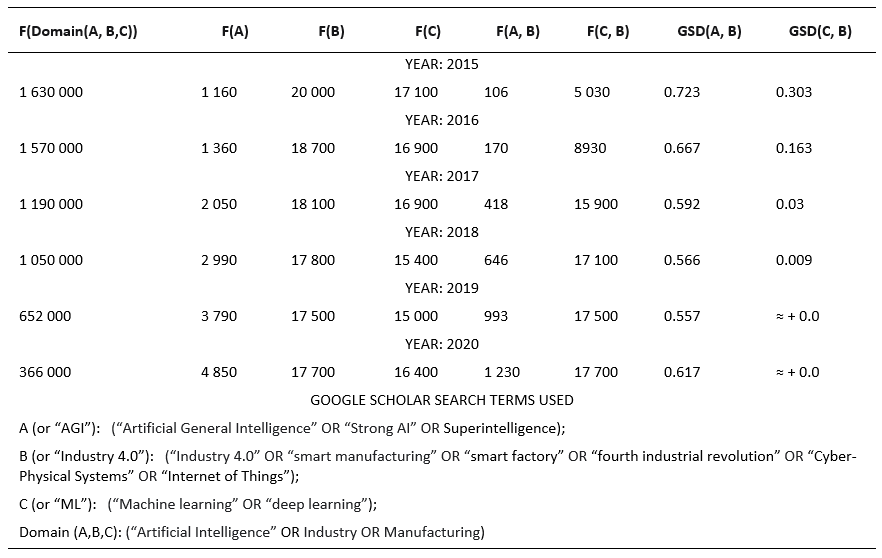 F(Domain(A, B,C)) F(A) F(B) F(C) F(A, B) F(C, B) GSD(A, B) GSD(C, B)
YEAR: 2015
1 630 000 1 160 20 000 17 100 106 5 030 0.723 0.303
YEAR: 2016
1 570 000 1 360 18 700 16 900 170 8930 0.667 0.163
YEAR: 2017
1 190 000 2 050 18 100 16 900 418 15 900 0.592 0.03
YEAR: 2018
1 050 000 2 990 17 800 15 400 646 17 100 0.566 0.009
YEAR: 2019
652 000 3 790 17 500 15 000 993 17 500 0.557 ≈ + 0.0
YEAR: 2020
366 000 4 850 17 700 16 400 1 230 17 700 0.617 ≈ + 0.0
GOOGLE SCHOLAR SEARCH TERMS USED
A (or “AGI”): (“Artificial General Intelligence” OR “Strong AI” OR Superintelligence);
B (or “Industry 4.0”): (“Industry 4.0” OR “smart manufacturing” OR “smart factory” OR “fourth industrial revolution” OR “Cyber-
Physical Systems” OR “Internet of Things”);
C (or “ML”): (“Machine learning” OR “deep learning”);
Domain (A,B,C): (“Artificial Intelligence” OR Industry OR Manufacturing)